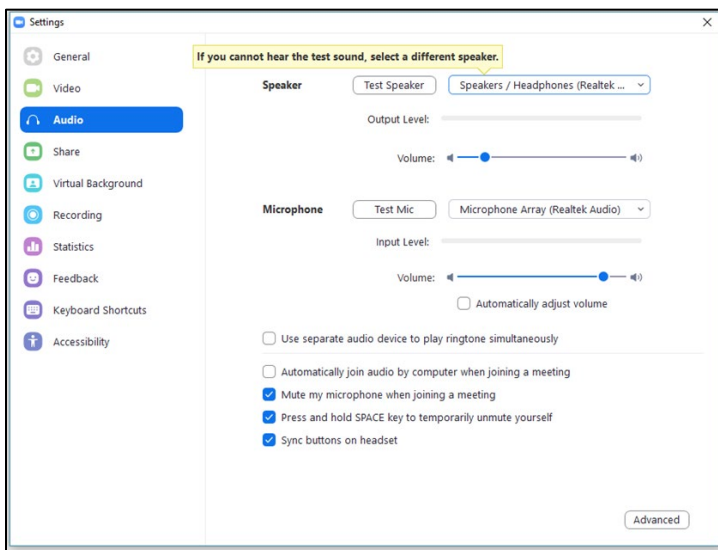 Settings
General
Video
Audio
Share
Virtual Background
Recording
Statistics
Feedback
Keyboard Shortcuts
Accessibility
If you cannot hear the test sound, select a different speaker.
Speaker Test Speaker Speakers / Headphones (Realtek ...
Output Level:
Volume:
Microphone Test Mic Microphone Array (Realtek Audio)
Input Level:
Volume:
Automatically adjust volume
Use separate audio device to play ringtone simultaneously
Automatically join audio by computer when joining a meeting
Mute my microphone when joining a meeting
Press and hold SPACE key to temporarily unmute yourself
Sync buttons on headset
Advanced